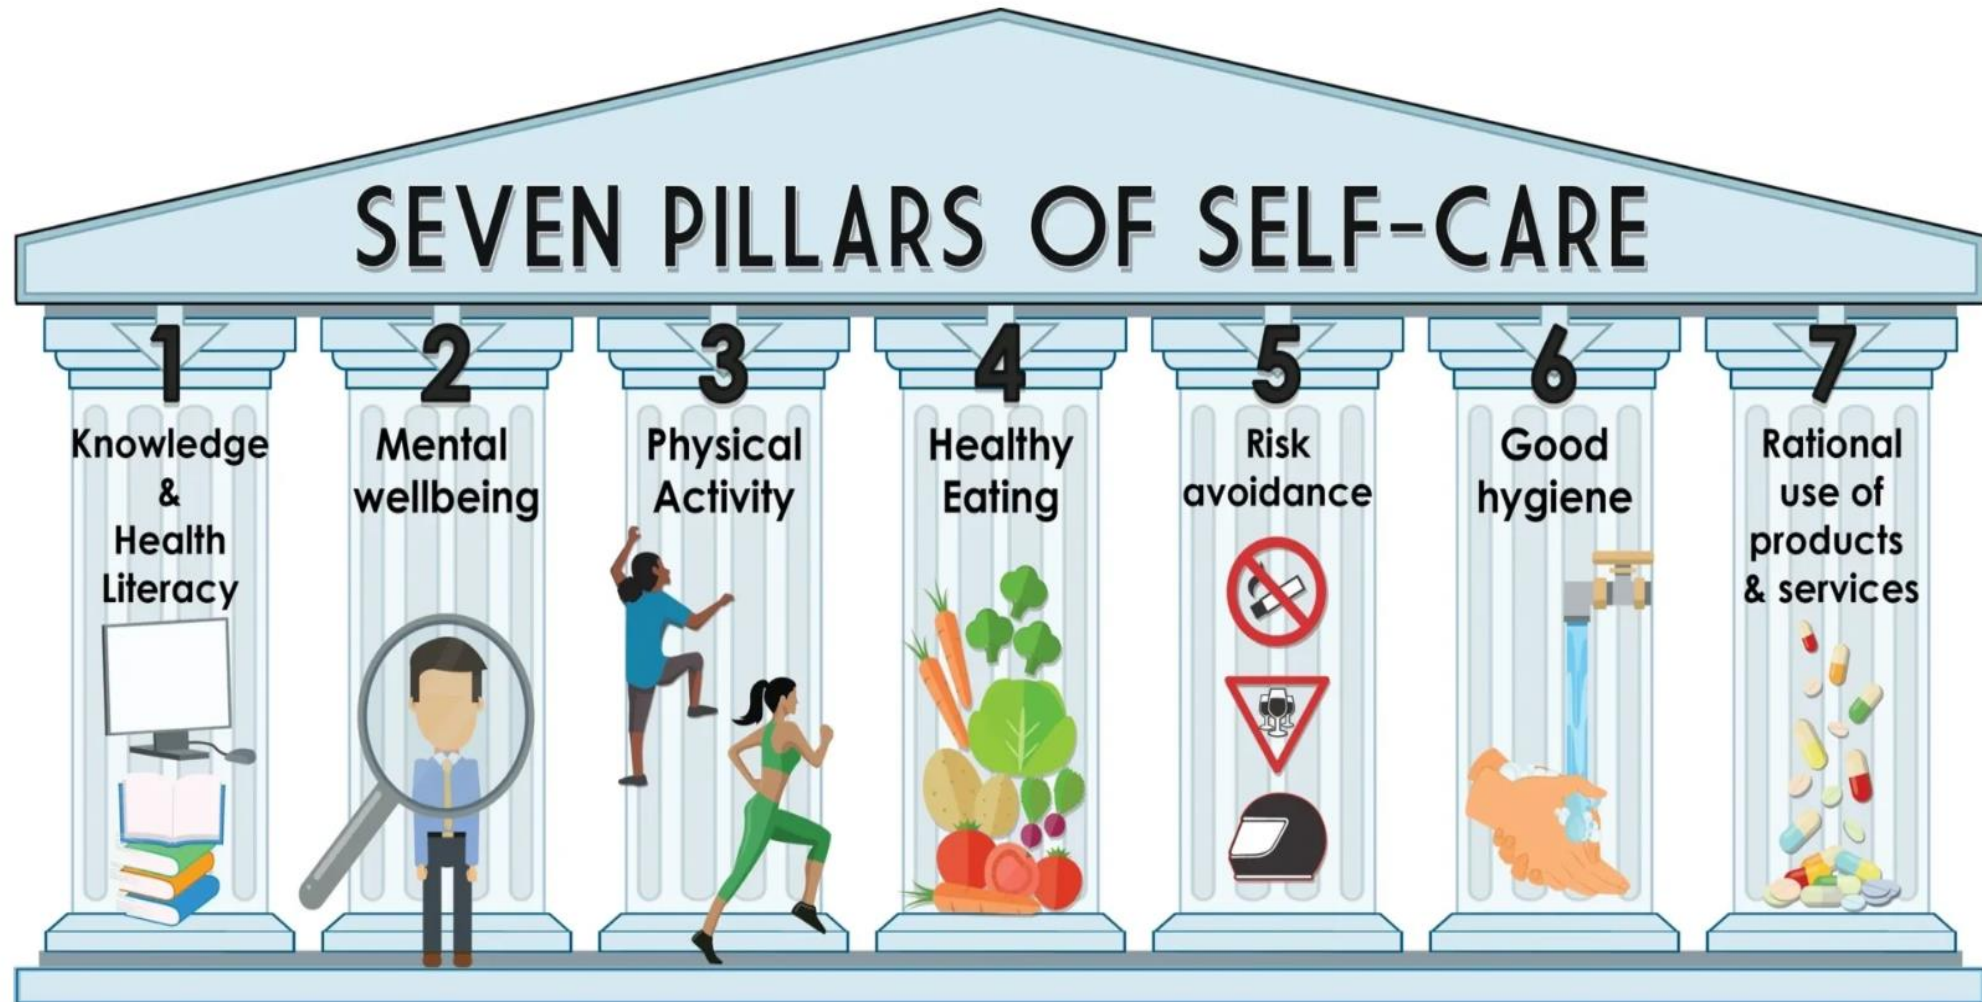 SEVEN PILLARS OF SELF-CARE
1
Knowledge
&
Health
Literacy
2
Mental
wellbeing
3
Physical
Activity
4
Healthy
Eating
5
Risk
avoidance
6
Good
hygiene
7
Rational
use of
products
& services